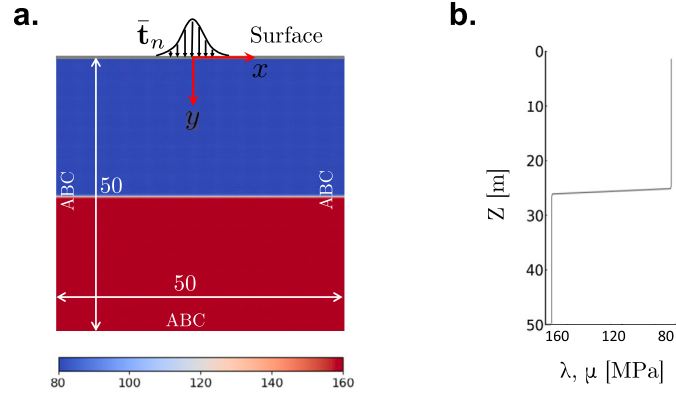 a.
t̄ₙ
Surface
x
y
ABC
50
ABC
50
ABC
80 100 120 140 160
b.
0
10
20
30
40
50
Z [m]
160 120 80
λ, μ [MPa]